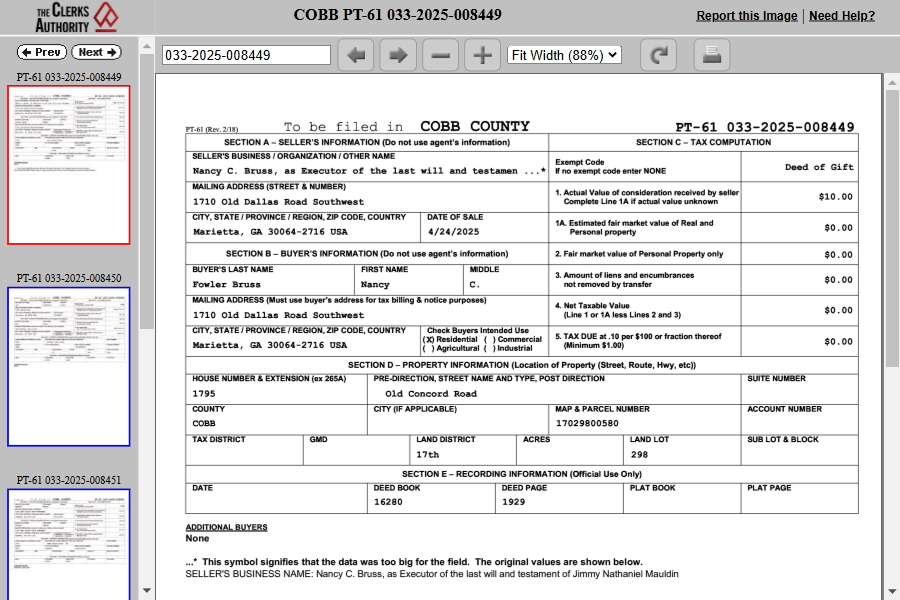 THE CLERKS AUTHORITY
COBB PT-61 033-2025-008449
Report this Image | Need Help?
Prev Next
033-2025-008449
Fit Width (88%)
PT-61 033-2025-008449
PT-61 033-2025-008450
PT-61 033-2025-008451
PT-61 (Rev. 2/18) To be filed in COBB COUNTY PT-61 033-2025-008449
SECTION A – SELLER'S INFORMATION (Do not use agent's information)
SECTION C – TAX COMPUTATION
SELLER'S BUSINESS / ORGANIZATION / OTHER NAME
Nancy C. Bruss, as Executor of the last will and testamen ...*
Exempt Code
If no exempt code enter NONE
Deed of Gift
MAILING ADDRESS (STREET & NUMBER)
1710 Old Dallas Road Southwest
1. Actual Value of consideration received by seller
Complete Line 1A if actual value unknown
$10.00
CITY, STATE / PROVINCE / REGION, ZIP CODE, COUNTRY
Marietta, GA 30064-2716 USA
DATE OF SALE
4/24/2025
1A. Estimated fair market value of Real and
Personal property
$0.00
SECTION B – BUYER'S INFORMATION (Do not use agent's information)
2. Fair market value of Personal Property only
$0.00
BUYER'S LAST NAME
Fowler Bruss
FIRST NAME
Nancy
MIDDLE
C.
3. Amount of liens and encumbrances
not removed by transfer
$0.00
MAILING ADDRESS (Must use buyer's address for tax billing & notice purposes)
1710 Old Dallas Road Southwest
4. Net Taxable Value
(Line 1 or 1A less Lines 2 and 3)
$0.00
CITY, STATE / PROVINCE / REGION, ZIP CODE, COUNTRY
Marietta, GA 30064-2716 USA
Check Buyers Intended Use
(X) Residential ( ) Commercial
( ) Agricultural ( ) Industrial
5. TAX DUE at .10 per $100 or fraction thereof
(Minimum $1.00)
$0.00
SECTION D – PROPERTY INFORMATION (Location of Property (Street, Route, Hwy, etc))
HOUSE NUMBER & EXTENSION (ex 265A)
1795
PRE-DIRECTION, STREET NAME AND TYPE, POST DIRECTION
Old Concord Road
SUITE NUMBER
COUNTY
COBB
CITY (IF APPLICABLE)
MAP & PARCEL NUMBER
17029800580
ACCOUNT NUMBER
TAX DISTRICT
GMD
LAND DISTRICT
17th
ACRES
LAND LOT
298
SUB LOT & BLOCK
SECTION E – RECORDING INFORMATION (Official Use Only)
DATE
DEED BOOK
16280
DEED PAGE
1929
PLAT BOOK
PLAT PAGE
ADDITIONAL BUYERS
None
...* This symbol signifies that the data was too big for the field. The original values are shown below.
SELLER'S BUSINESS NAME: Nancy C. Bruss, as Executor of the last will and testament of Jimmy Nathaniel Mauldin